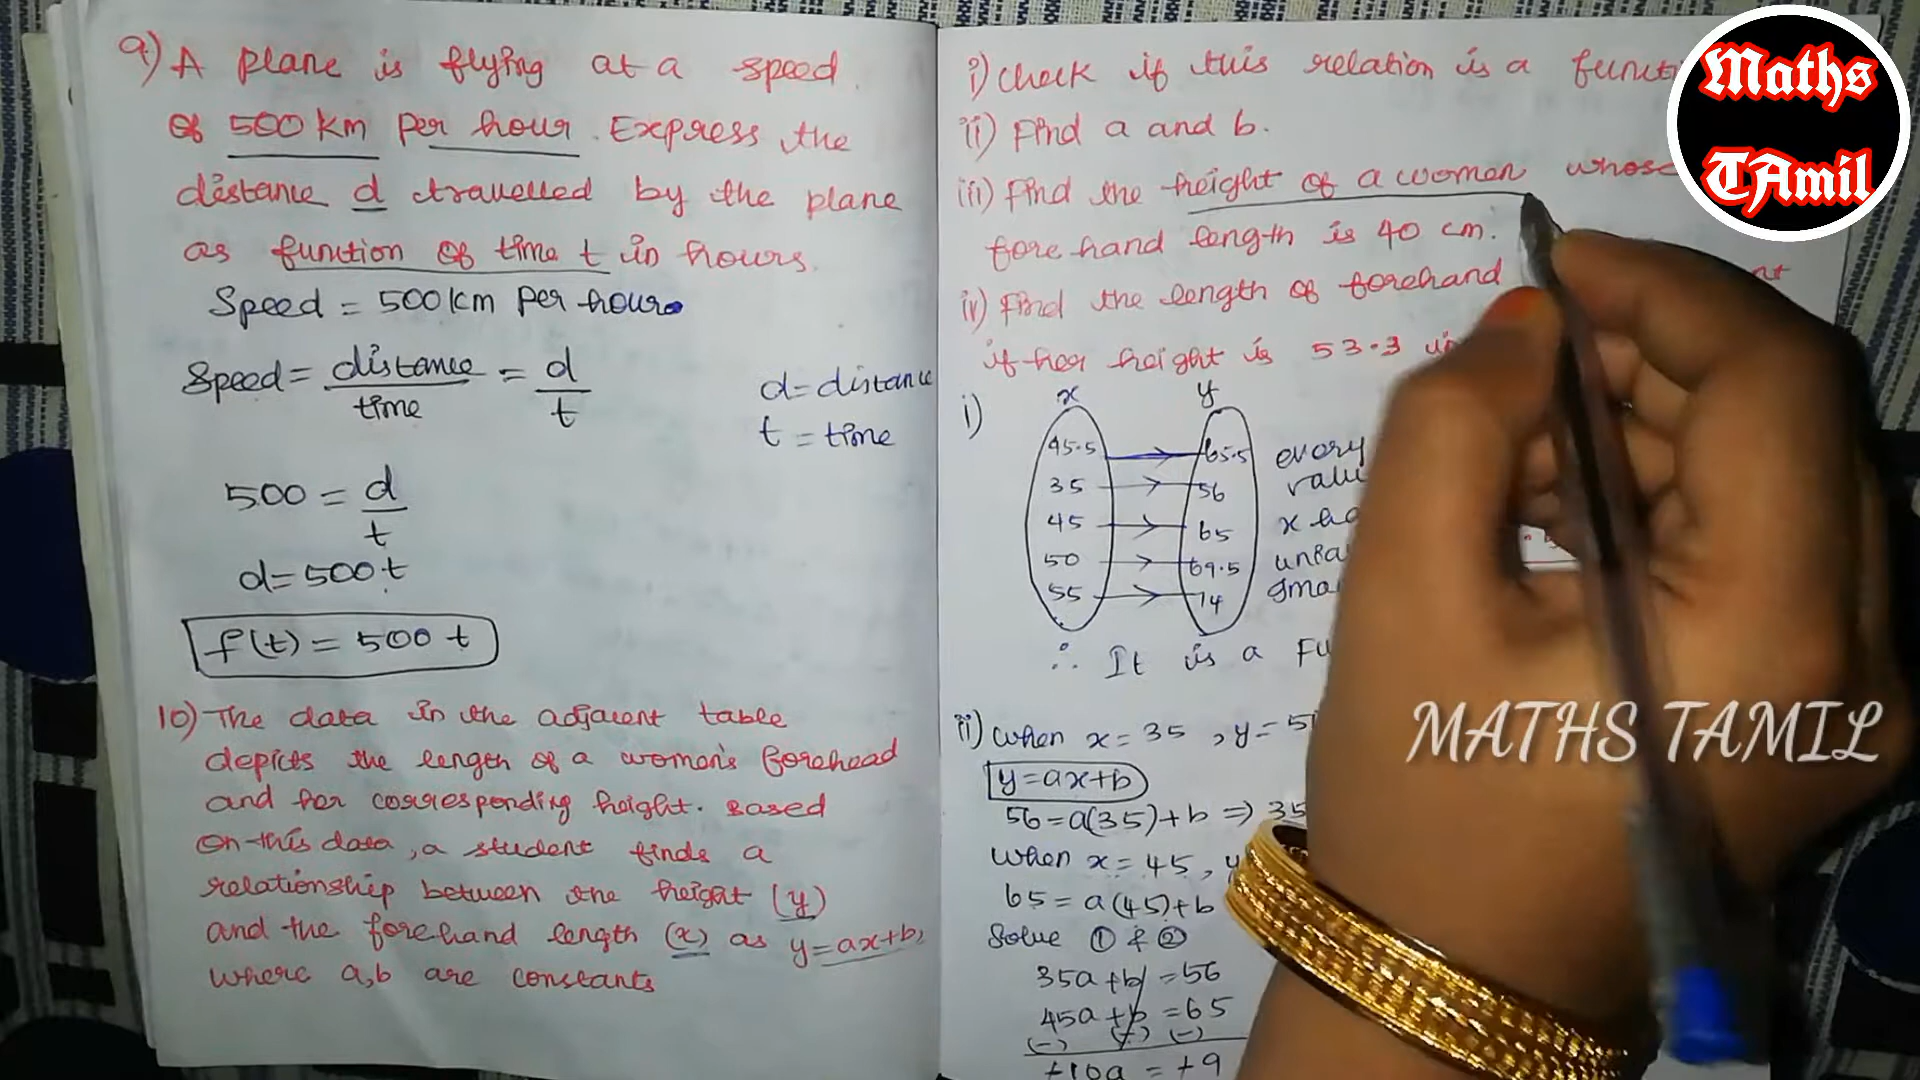 9) A plane is flying at a speed
of 500 km per hour. Express the
distance d travelled by the plane
as function of time t in hours.
Speed = 500 km per hour
Speed = distance/time = d/t
d = distance
t = time
500 = d/t
d = 500t
f(t) = 500 t
10) The data in the adjacent table
depicts the length of a woman's forehead
and her corresponding height. Based
on this data, a student finds a
relationship between the height (y)
and the forehand length (x) as y = ax+b,
where a,b are constants
i) check if this relation is a
ii) Find a and b.
iii) Find the height of a women
forehand length is 40 cm.
iv) Find the length of forehand
if her height is 53.3
i)
x y
45.5 65.5 every
35 56
45 65 x
50 69.5
55 74
∴ It is a
ii) when x = 35, y =
y = ax+b
56 = a(35)+b ⇒ 35
when x = 45,
65 = a(45)+b
Solve ① & ②
35a + b = 56
45a + b = 65
(-) (-) (-)
+10a = +9
Maths
TAmil
MATHS TAMIL